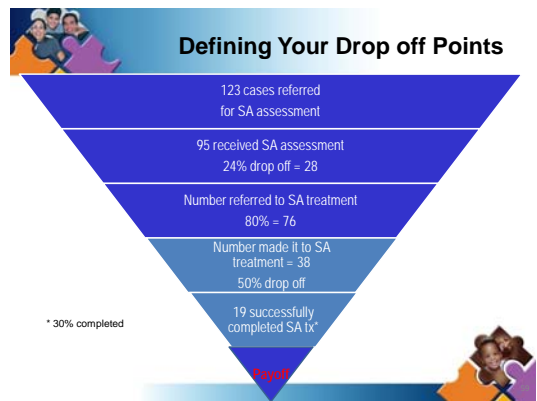 Defining Your Drop off Points
123 cases referred
for SA assessment
95 received SA assessment
24% drop off = 28
Number referred to SA treatment
80% = 76
Number made it to SA
treatment = 38
50% drop off
19 successfully
completed SA tx*
* 30% completed
Payoff